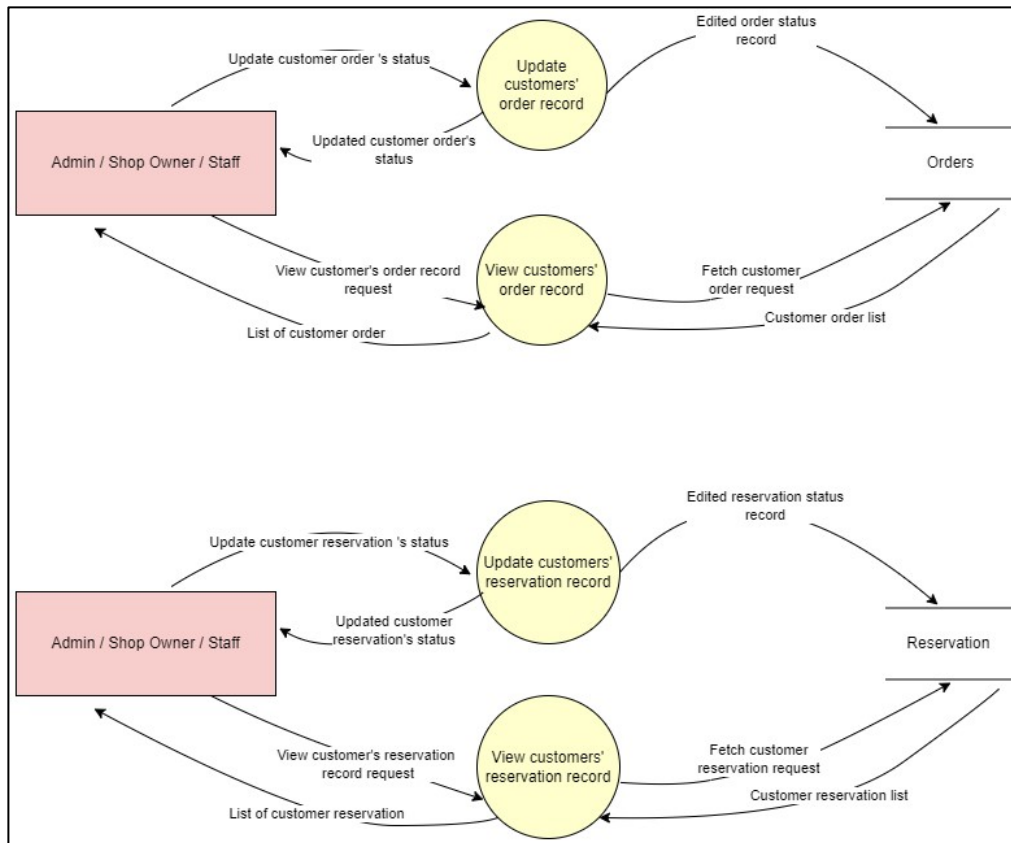 Edited order status
record
Update customer order 's status
Update
customers'
order record
Updated customer order's
status
Admin / Shop Owner / Staff
Orders
View customer's order record
request
View customers'
order record
Fetch customer
order request
List of customer order
Customer order list
Edited reservation status
record
Update customer reservation 's status
Update customers'
reservation record
Updated customer
reservation's status
Admin / Shop Owner / Staff
Reservation
View customer's reservation
record request
View customers'
reservation record
Fetch customer
reservation request
List of customer reservation
Customer reservation list